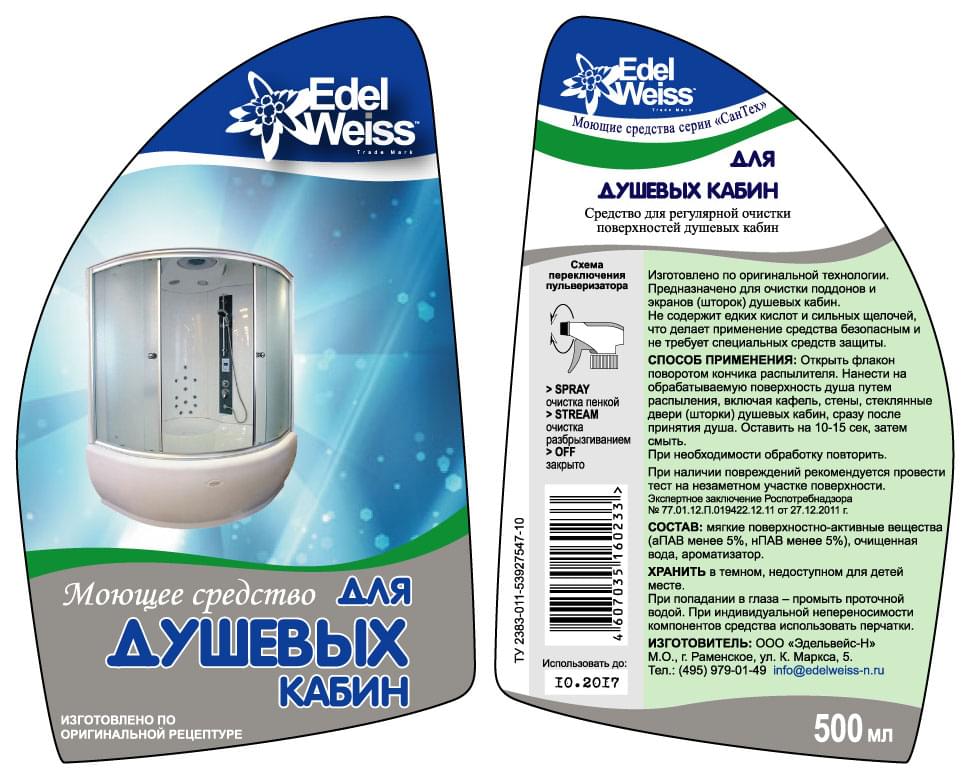 Edel
Weiss™
Trade Mark
Моющее средство ДЛЯ
ДУШЕВЫХ
КАБИН
ИЗГОТОВЛЕНО ПО
ОРИГИНАЛЬНОЙ РЕЦЕПТУРЕ
Edel
Weiss™
Trade Mark
Моющие средства серии «СанТех»
ДЛЯ
ДУШЕВЫХ КАБИН
Средство для регулярной очистки
поверхностей душевых кабин
Схема
переключения
пульверизатора
> SPRAY
очистка пенкой
> STREAM
очистка
разбрызгиванием
> OFF
закрыто
4607035160233>
ТУ 2383-011-53927547-10
Использовать до:
10.2017
Изготовлено по оригинальной технологии.
Предназначено для очистки поддонов и
экранов (шторок) душевых кабин.
Не содержит едких кислот и сильных щелочей,
что делает применение средства безопасным и
не требует специальных средств защиты.
СПОСОБ ПРИМЕНЕНИЯ: Открыть флакон
поворотом кончика распылителя. Нанести на
обрабатываемую поверхность душа путем
распыления, включая кафель, стены, стеклянные
двери (шторки) душевых кабин, сразу после
принятия душа. Оставить на 10-15 сек, затем
смыть.
При необходимости обработку повторить.
При наличии повреждений рекомендуется провести
тест на незаметном участке поверхности.
Экспертное заключение Роспотребнадзора
№ 77.01.12.П.019422.12.11 от 27.12.2011 г.
СОСТАВ: мягкие поверхностно-активные вещества
(аПАВ менее 5%, нПАВ менее 5%), очищенная
вода, ароматизатор.
ХРАНИТЬ в темном, недоступном для детей
месте.
При попадании в глаза – промыть проточной
водой. При индивидуальной непереносимости
компонентов средства использовать перчатки.
ИЗГОТОВИТЕЛЬ: ООО «Эдельвейс-Н»
М.О., г. Раменское, ул. К. Маркса, 5.
Тел.: (495) 979-01-49 info@edelweiss-n.ru
500 мл